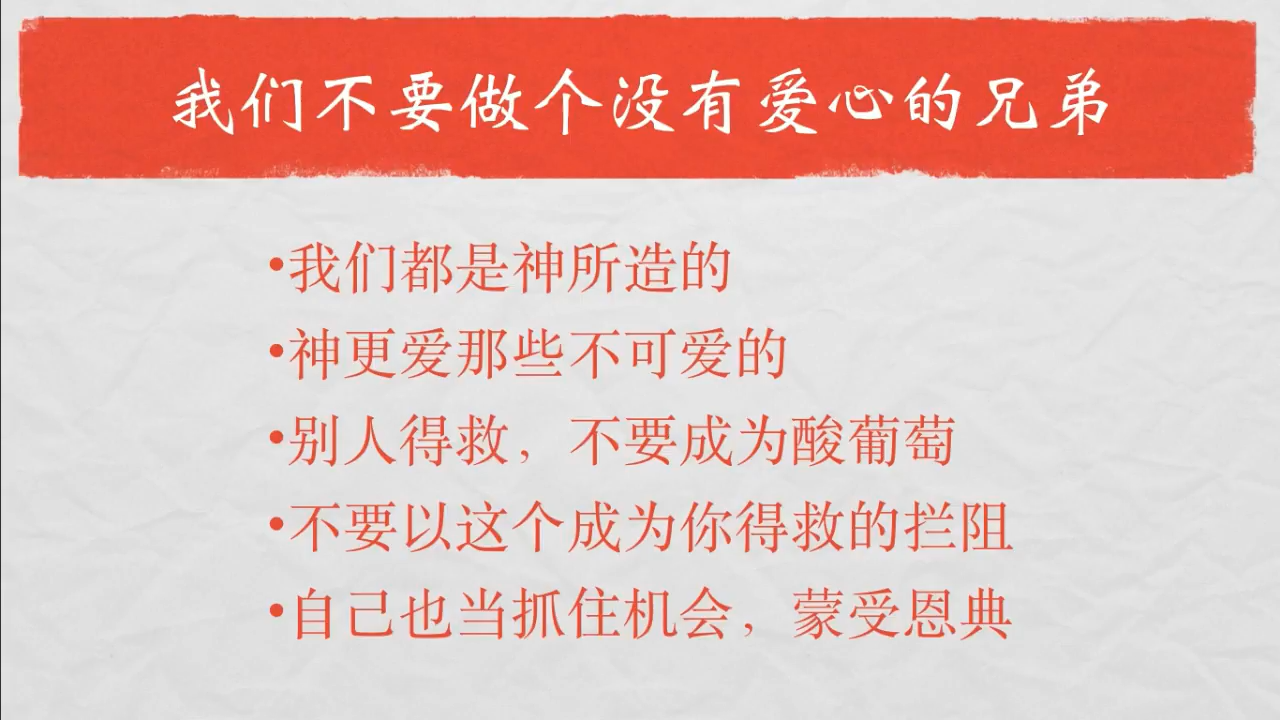 我们不要做个没有爱心的兄弟
•我们都是神所造的
•神更爱那些不可爱的
•别人得救，不要成为酸葡萄
•不要以这个成为你得救的拦阻
•自己也当抓住机会，蒙受恩典